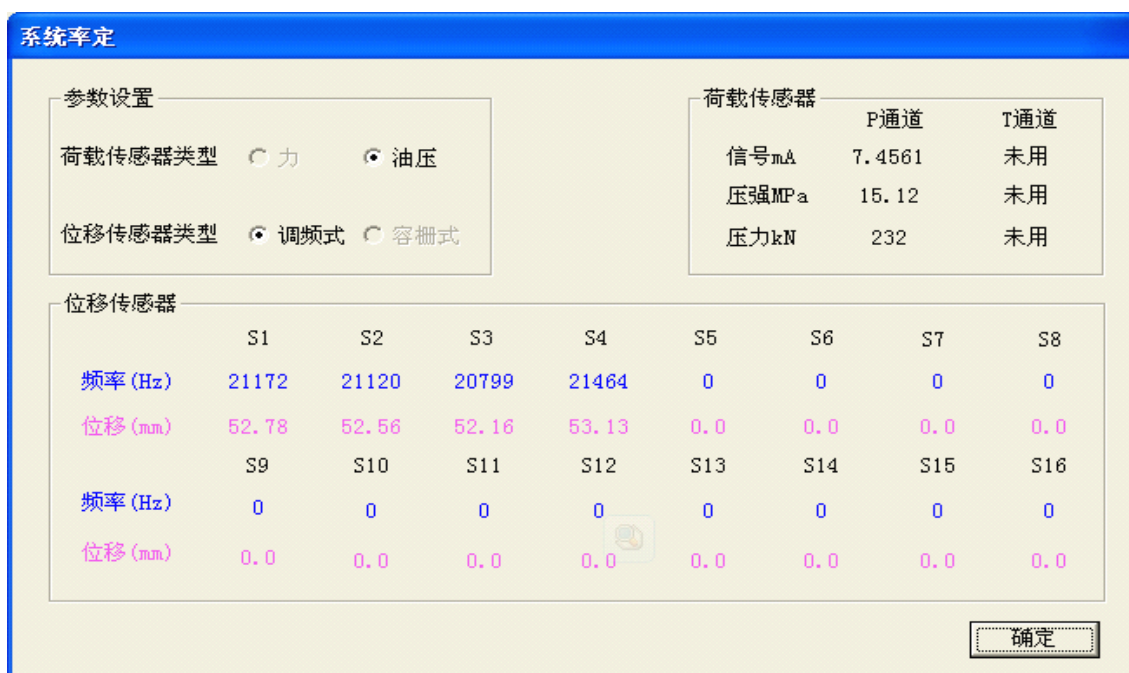 系统率定
参数设置
荷载传感器类型 力 油压
位移传感器类型 调频式 容栅式
荷载传感器
P通道 T通道
信号mA 7.4561 未用
压强MPa 15.12 未用
压力kN 232 未用
位移传感器
S1 S2 S3 S4 S5 S6 S7 S8
频率(Hz) 21172 21120 20799 21464 0 0 0 0
位移(mm) 52.78 52.56 52.16 53.13 0.0 0.0 0.0 0.0
S9 S10 S11 S12 S13 S14 S15 S16
频率(Hz) 0 0 0 0 0 0 0 0
位移(mm) 0.0 0.0 0.0 0.0 0.0 0.0 0.0 0.0
确定